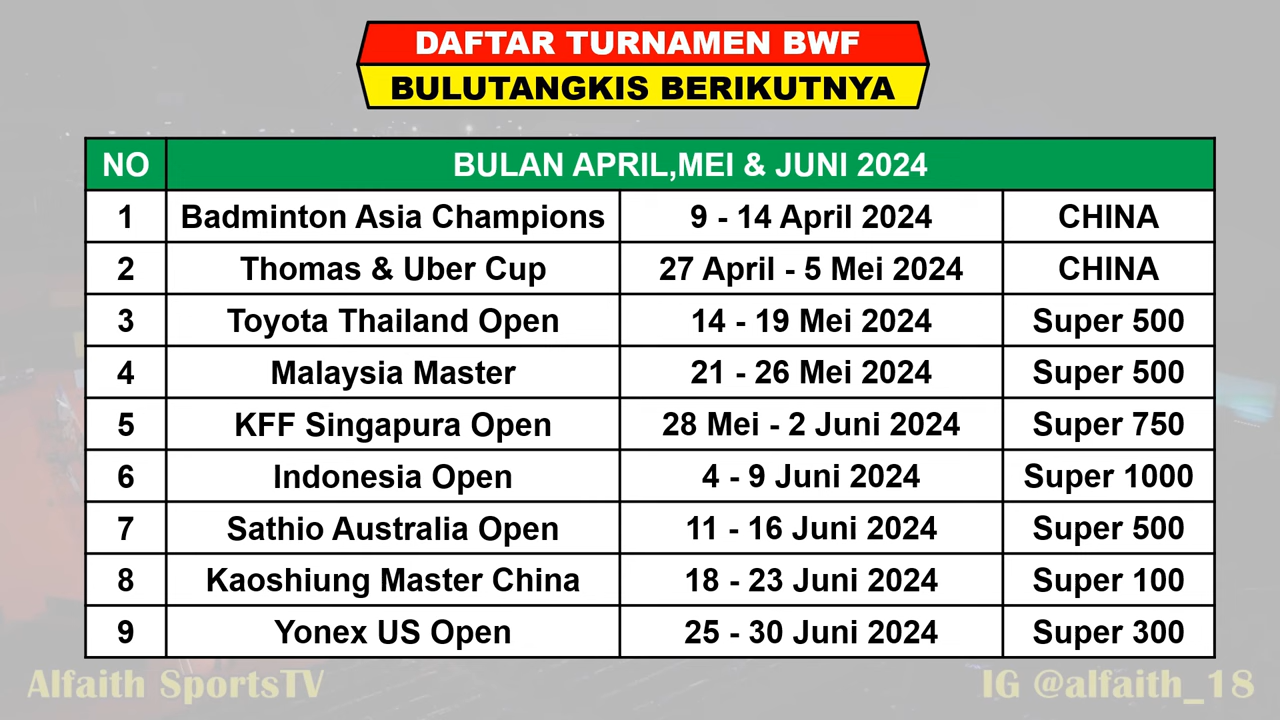 DAFTAR TURNAMEN BWF
BULUTANGKIS BERIKUTNYA
NO BULAN APRIL,MEI & JUNI 2024
1 Badminton Asia Champions 9 - 14 April 2024 CHINA
2 Thomas & Uber Cup 27 April - 5 Mei 2024 CHINA
3 Toyota Thailand Open 14 - 19 Mei 2024 Super 500
4 Malaysia Master 21 - 26 Mei 2024 Super 500
5 KFF Singapura Open 28 Mei - 2 Juni 2024 Super 750
6 Indonesia Open 4 - 9 Juni 2024 Super 1000
7 Sathio Australia Open 11 - 16 Juni 2024 Super 500
8 Kaoshiung Master China 18 - 23 Juni 2024 Super 100
9 Yonex US Open 25 - 30 Juni 2024 Super 300
Alfaith SportsTV IG @alfaith_18